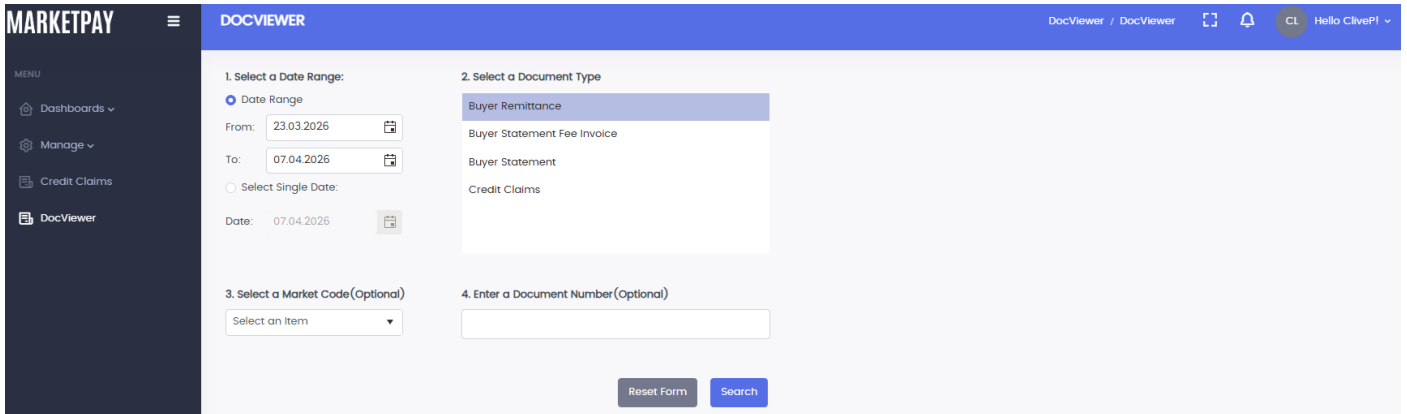 MARKETPAY
DOCVIEWER
DocViewer / DocViewer
CL
Hello CliveP!
MENU
Dashboards
Manage
Credit Claims
DocViewer
1. Select a Date Range:
Date Range
From: 23.03.2026
To: 07.04.2026
Select Single Date:
Date: 07.04.2026
2. Select a Document Type
Buyer Remittance
Buyer Statement Fee Invoice
Buyer Statement
Credit Claims
3. Select a Market Code(Optional)
Select an Item
4. Enter a Document Number(Optional)
Reset Form
Search